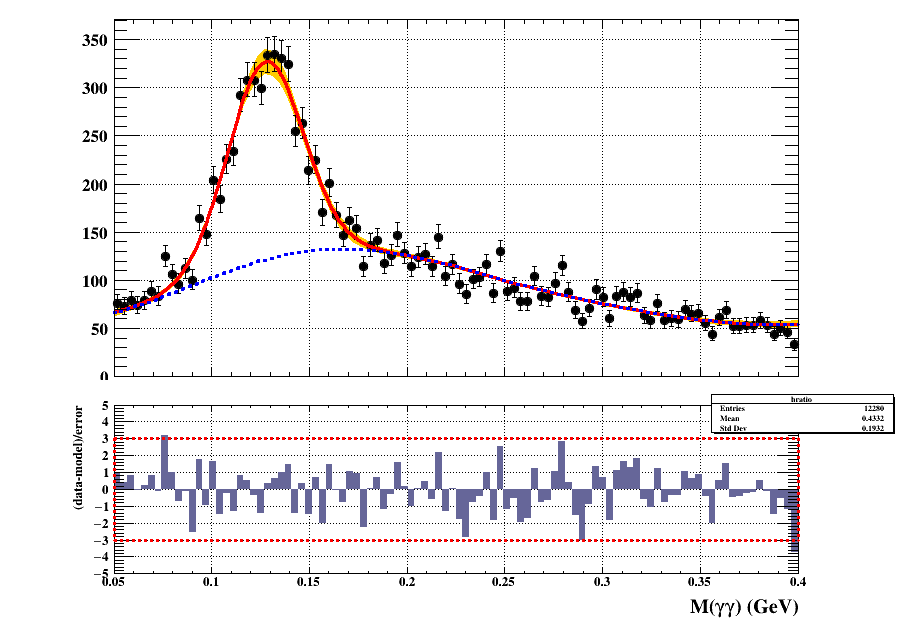 350
300
250
200
150
100
50
0
hratio
Entries 12280
Mean 0.4332
Std Dev 0.1932
(data-model)/error
5
4
3
2
1
0
−1
−2
−3
−4
−5
0.05 0.1 0.15 0.2 0.25 0.3 0.35 0.4
M(γγ) (GeV)